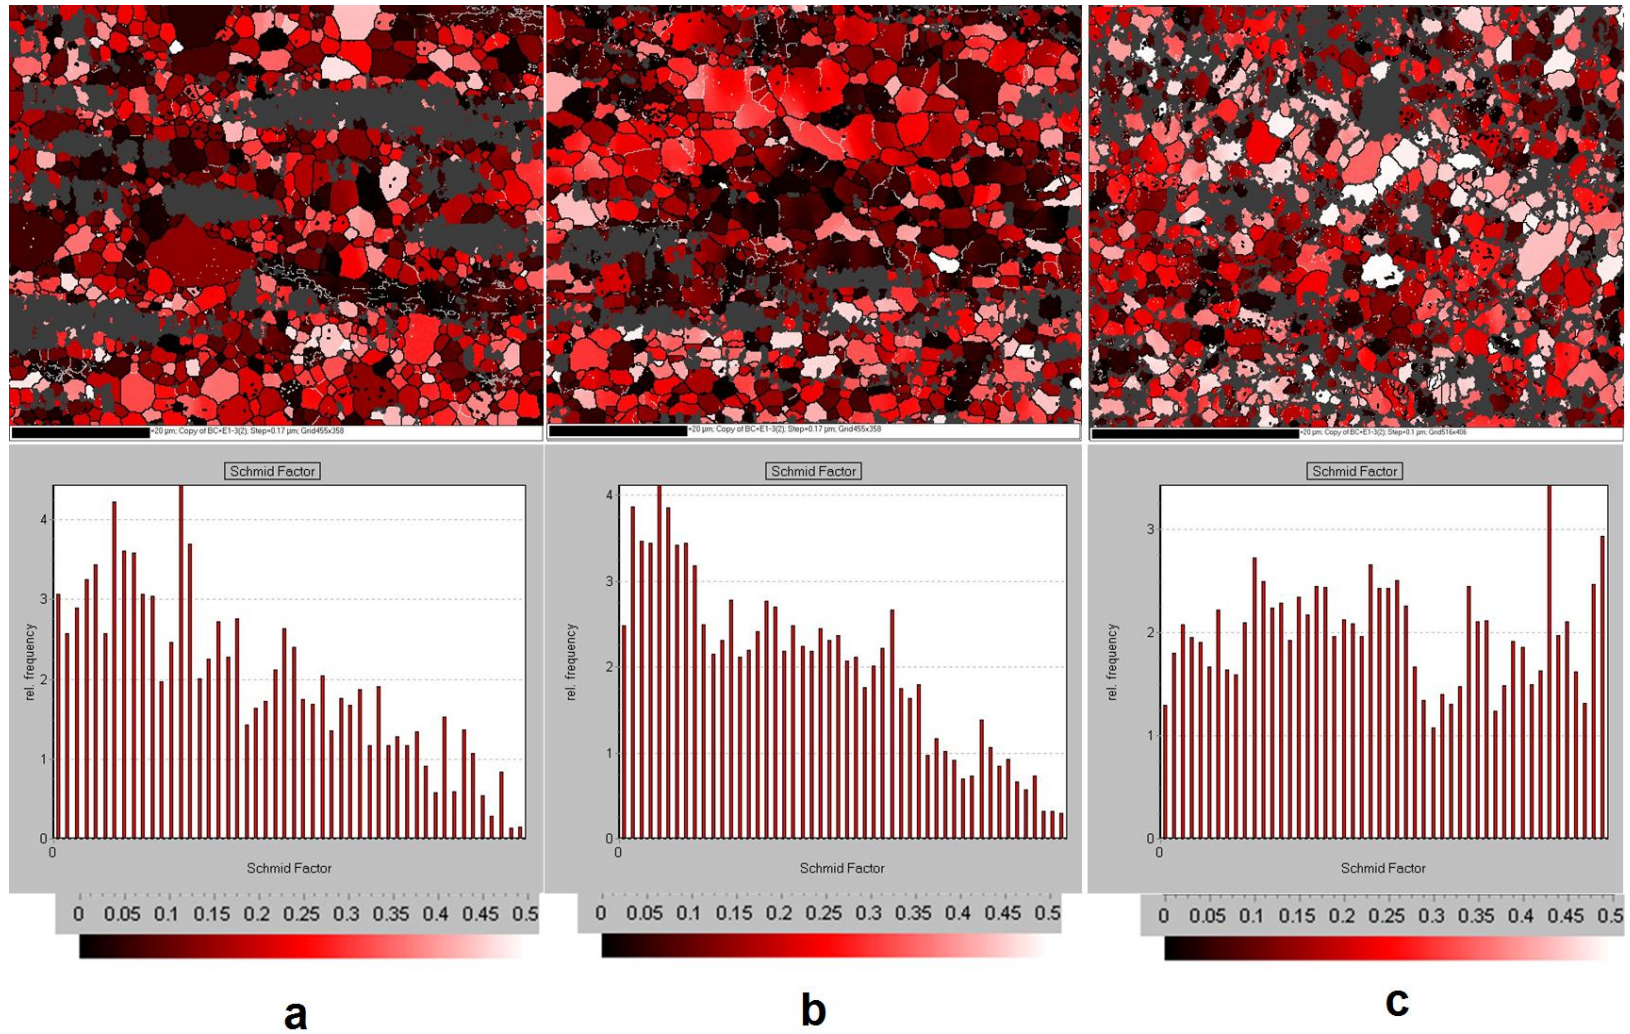 =20 µm; Copy of BC+E1-3(2); Step=0.17 µm; Grid455x358
=20 µm; Copy of BC+E1-3(2); Step=0.17 µm; Grid455x358
=20 µm; Copy of BC+E1-3(2); Step=0.1 µm; Grid516x406
Schmid Factor
rel. frequency
4
3
2
1
0
0
Schmid Factor
0 0.05 0.1 0.15 0.2 0.25 0.3 0.35 0.4 0.45 0.5
a
Schmid Factor
rel. frequency
4
3
2
1
0
0
Schmid Factor
0 0.05 0.1 0.15 0.2 0.25 0.3 0.35 0.4 0.45 0.5
b
Schmid Factor
rel. frequency
3
2
1
0
0
Schmid Factor
0 0.05 0.1 0.15 0.2 0.25 0.3 0.35 0.4 0.45 0.5
c